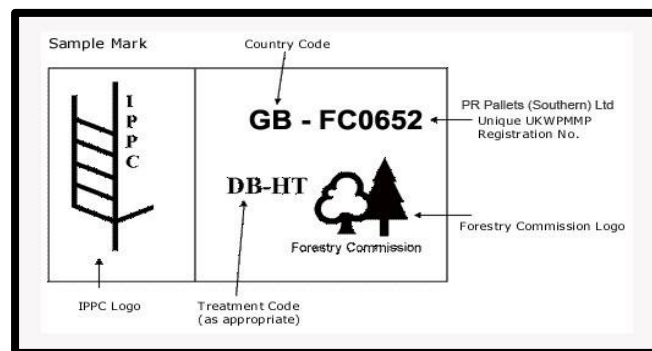 Sample Mark
Country Code
IPPC
GB - FC0652
PR Pallets (Southern) Ltd
Unique UKWPMMP
Registration No.
DB-HT
Forestry Commission
Forestry Commission Logo
IPPC Logo
Treatment Code
(as appropriate)